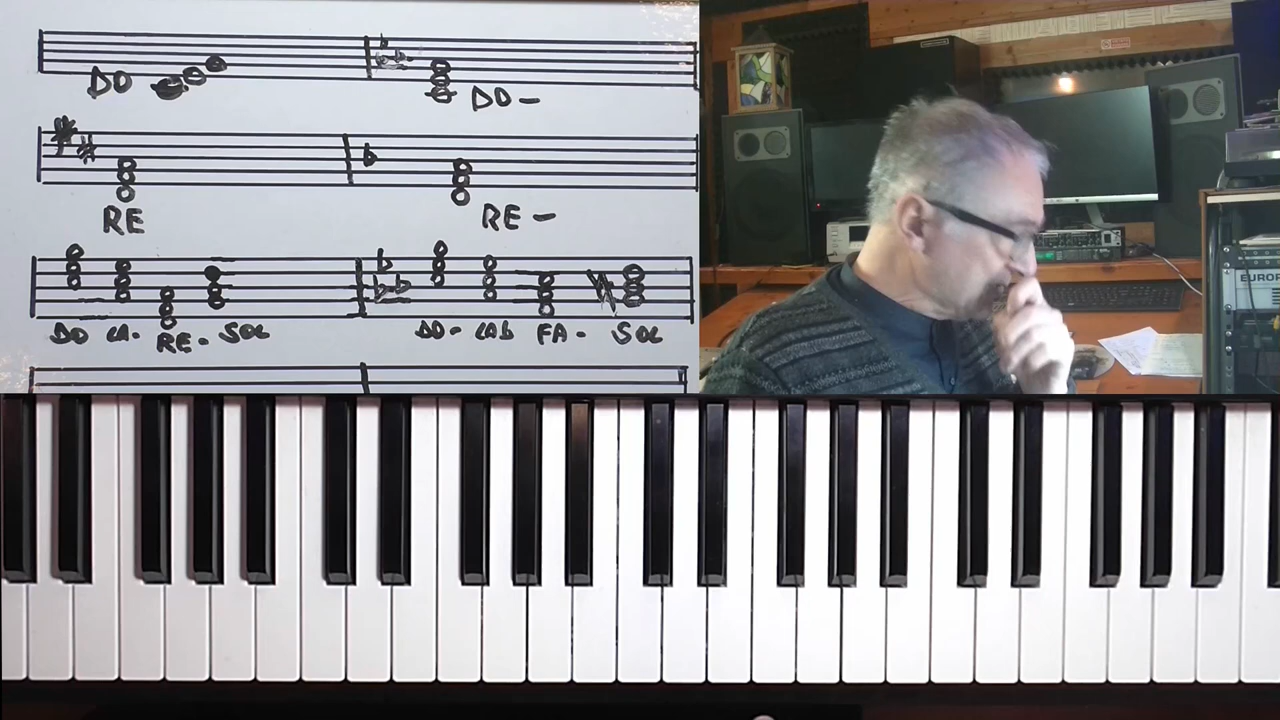 DO DO-
RE RE-
DO LA- RE- SOL DO- LAb FA- SOL
EUROP